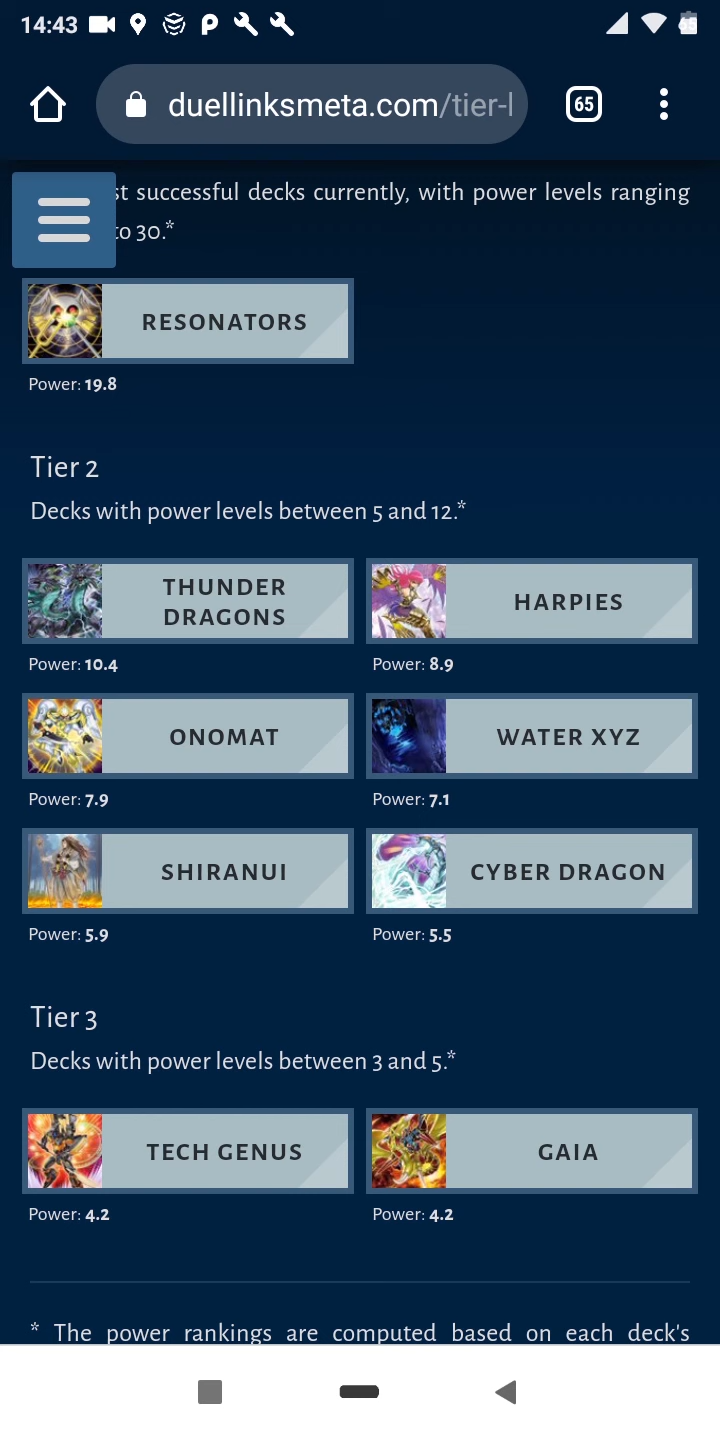 14:43
duellinksmeta.com/tier-l
65
st successful decks currently, with power levels ranging
to 30.*
RESONATORS
Power: 19.8
Tier 2
Decks with power levels between 5 and 12.*
THUNDER
DRAGONS
HARPIES
Power: 10.4
Power: 8.9
ONOMAT
WATER XYZ
Power: 7.9
Power: 7.1
SHIRANUI
CYBER DRAGON
Power: 5.9
Power: 5.5
Tier 3
Decks with power levels between 3 and 5.*
TECH GENUS
GAIA
Power: 4.2
Power: 4.2
* The power rankings are computed based on each deck's